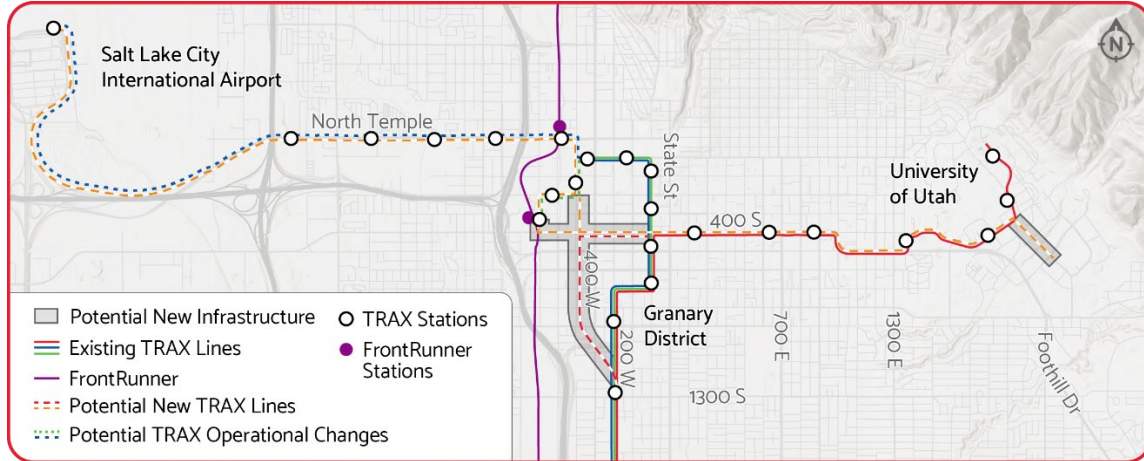 N
Salt Lake City
International Airport
North Temple
State St
University
of Utah
400 S
400 W
Granary
District
200 W
700 E
1300 E
Foothill Dr
1300 S
Potential New Infrastructure
Existing TRAX Lines
FrontRunner
Potential New TRAX Lines
Potential TRAX Operational Changes
TRAX Stations
FrontRunner
Stations